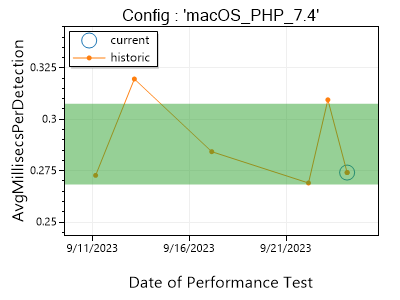 Config : 'macOS_PHP_7.4'
current
historic
AvgMillisecsPerDetection
0.325
0.3
0.275
0.25
9/11/2023
9/16/2023
9/21/2023
Date of Performance Test